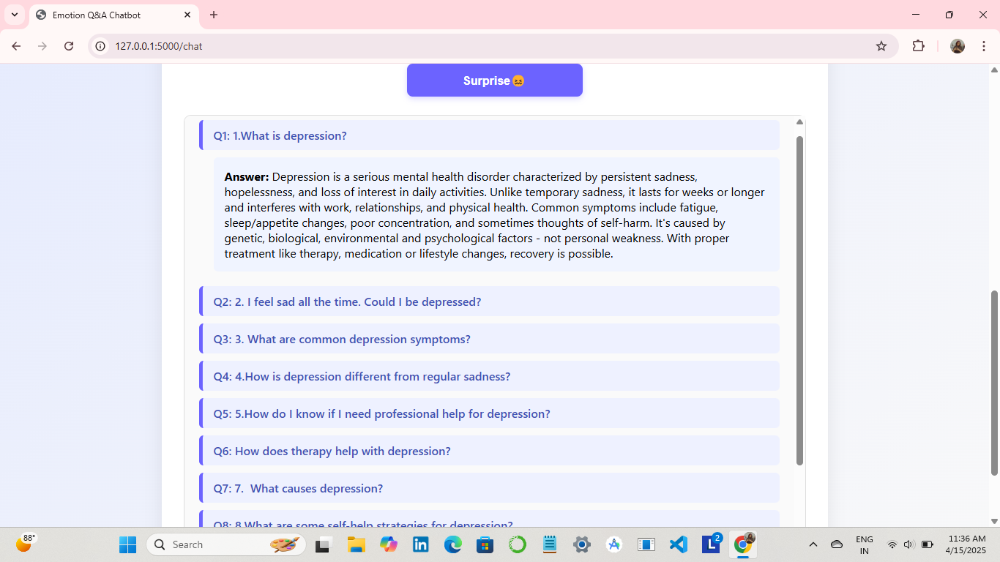 Emotion Q&A Chatbot
127.0.0.1:5000/chat
Surprise😖
Q1: 1.What is depression?
Answer: Depression is a serious mental health disorder characterized by persistent sadness,
hopelessness, and loss of interest in daily activities. Unlike temporary sadness, it lasts for weeks or longer
and interferes with work, relationships, and physical health. Common symptoms include fatigue,
sleep/appetite changes, poor concentration, and sometimes thoughts of self-harm. It's caused by
genetic, biological, environmental and psychological factors - not personal weakness. With proper
treatment like therapy, medication or lifestyle changes, recovery is possible.
Q2: 2. I feel sad all the time. Could I be depressed?
Q3: 3. What are common depression symptoms?
Q4: 4.How is depression different from regular sadness?
Q5: 5.How do I know if I need professional help for depression?
Q6: How does therapy help with depression?
Q7: 7.  What causes depression?
Q8: 8.What are some self-help strategies for depression?
88°
Search
in
L
2
ENG
IN
11:36 AM
4/15/2025